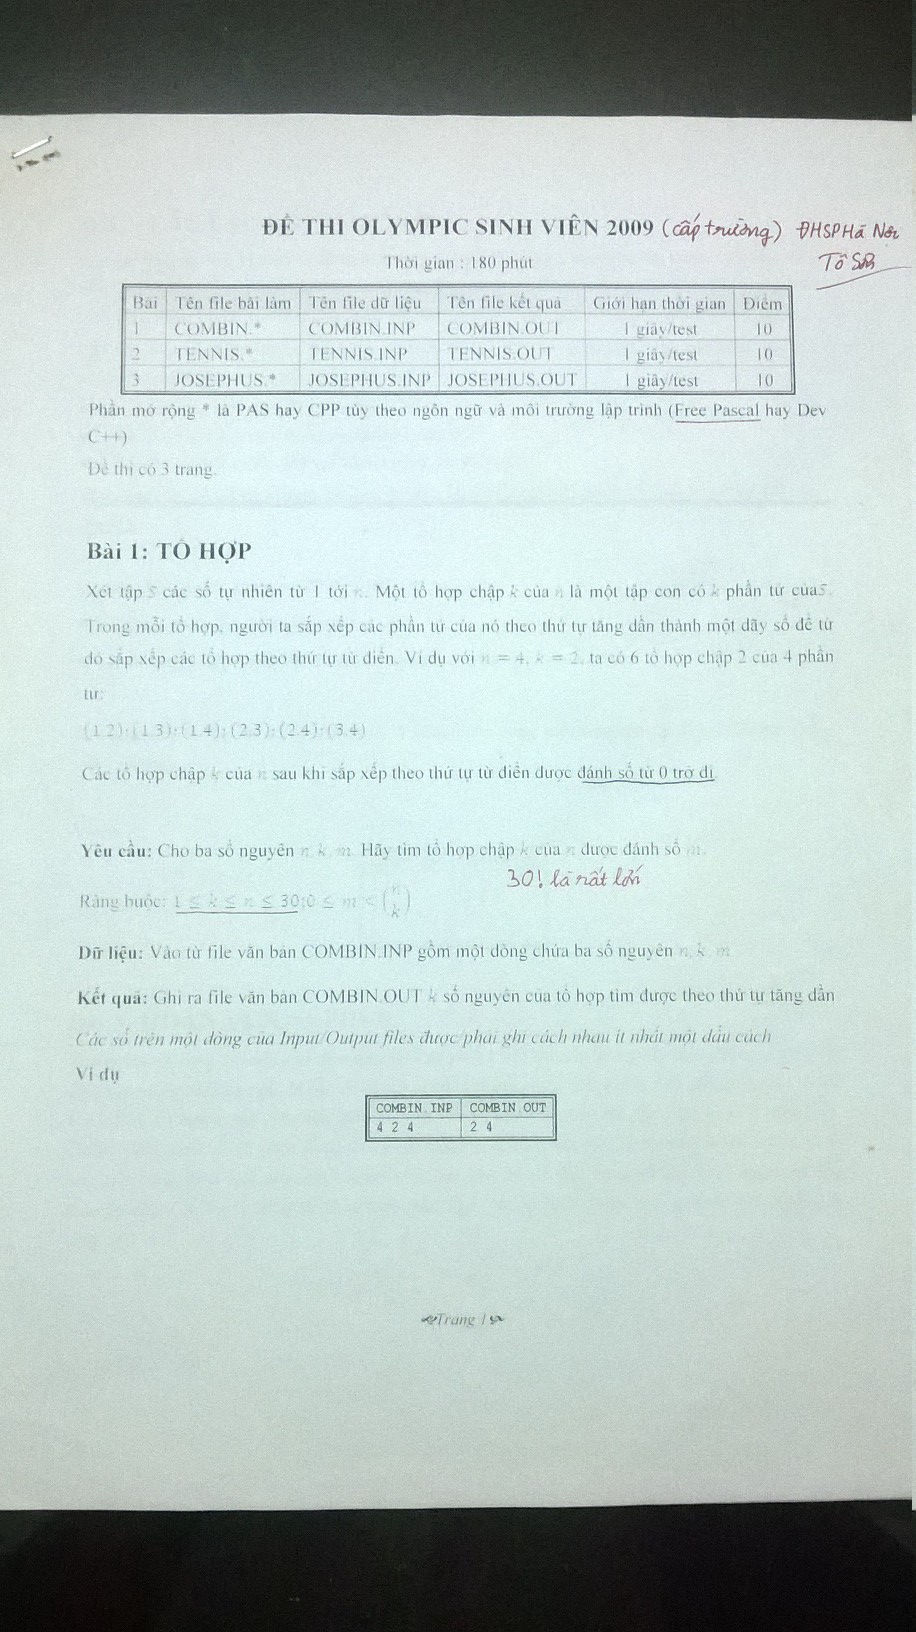 ĐỀ THI OLYMPIC SINH VIÊN 2009 (cấp trường) ĐHSP Hà Nội
Thời gian : 180 phút
Bài Tên file bài làm Tên file dữ liệu Tên file kết quả Giới hạn thời gian Điểm
1 COMBIN.* COMBIN.INP COMBIN.OUT 1 giây/test 10
2 TENNIS.* TENNIS.INP TENNIS.OUT 1 giây/test 10
3 JOSEPHUS.* JOSEPHUS.INP JOSEPHUS.OUT 1 giây/test 10
Phần mở rộng * là PAS hay CPP tùy theo ngôn ngữ và môi trường lập trình (Free Pascal hay Dev
C++)
Đề thi có 3 trang.
Bài 1: TỔ HỢP
Xét tập S các số tự nhiên từ 1 tới n. Một tổ hợp chập k của n là một tập con có k phần tử của S.
Trong mỗi tổ hợp, người ta sắp xếp các phần tử của nó theo thứ tự tăng dần thành một dãy số để từ
đó sắp xếp các tổ hợp theo thứ tự từ điển. Ví dụ với n = 4, k = 2, ta có 6 tổ hợp chập 2 của 4 phần
tử:
(1,2);(1,3);(1,4);(2,3);(2,4);(3,4)
Các tổ hợp chập k của n sau khi sắp xếp theo thứ tự từ điển được đánh số từ 0 trở đi.
Yêu cầu: Cho ba số nguyên n, k, m. Hãy tìm tổ hợp chập k của n được đánh số m.
30! là rất lớn
Ràng buộc: 1 ≤ k ≤ n ≤ 30; 0 ≤ m < (n k)
Dữ liệu: Vào từ file văn bản COMBIN.INP gồm một dòng chứa ba số nguyên n, k, m
Kết quả: Ghi ra file văn bản COMBIN.OUT k số nguyên của tổ hợp tìm được theo thứ tự tăng dần
Các số trên một dòng của Input/Output files được/phải ghi cách nhau ít nhất một dấu cách
Ví dụ
COMBIN.INP COMBIN.OUT
4 2 4 2 4
Trang 1